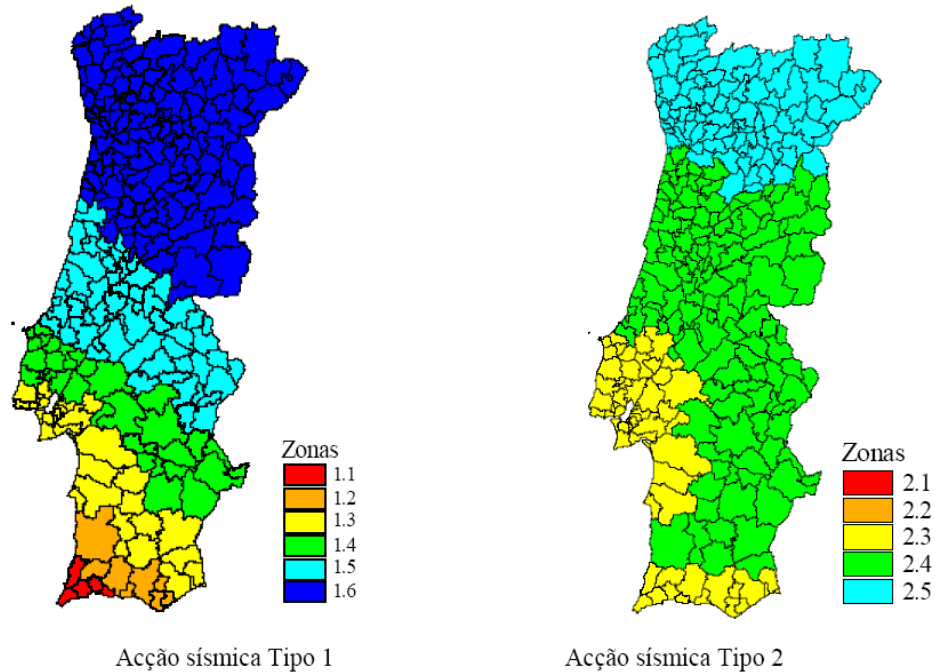 Zonas
1.1
1.2
1.3
1.4
1.5
1.6
Acção sísmica Tipo 1
Zonas
2.1
2.2
2.3
2.4
2.5
Acção sísmica Tipo 2